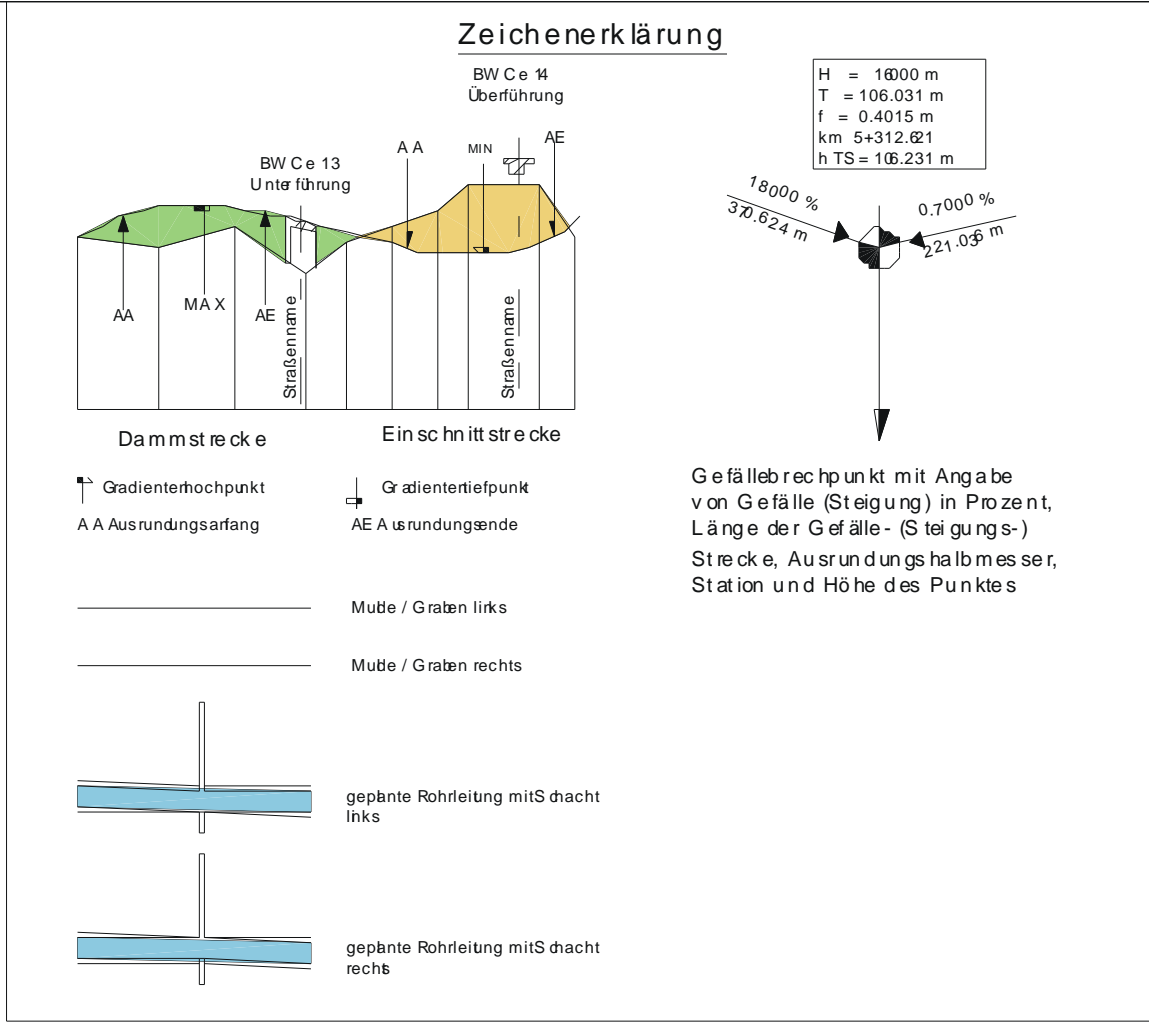 Zeichenerklärung
BW Ce 14
Überführung
H = 16000 m
T = 106.031 m
f = 0.4015 m
km 5+312.621
h TS = 106.231 m
BW Ce 13
Unterführung
AA
MIN
AE
18000 %
370.624 m
0.7000 %
221.036 m
AA
MAX
AE
Straßenname
Straßenname
Dammstrecke
Einschnittstrecke
Gradientenhochpunkt
Gradiententiefpunkt
AA Ausrundungsanfang
AE Ausrundungsende
Gefällebrechpunkt mit Angabe
von Gefälle (Steigung) in Prozent,
Länge der Gefälle- (Steigungs-)
Strecke, Ausrundungshalbmesser,
Station und Höhe des Punktes
Mulde / Graben links
Mulde / Graben rechts
geplante Rohrleitung mit Schacht
links
geplante Rohrleitung mit Schacht
rechts